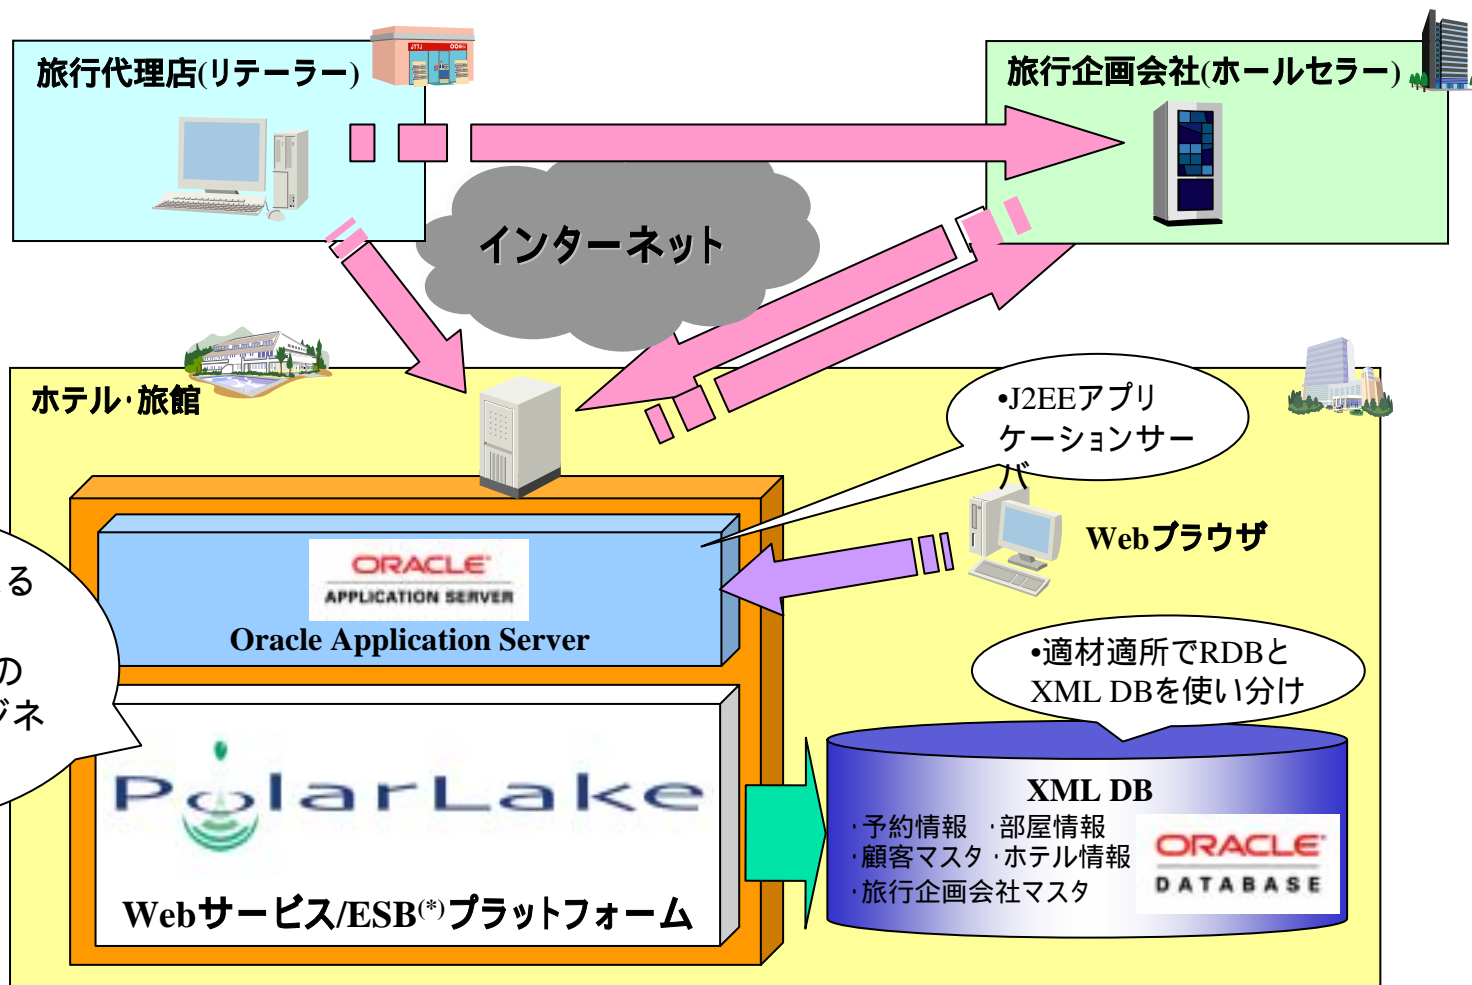 旅行代理店(リテーラー)
旅行企画会社(ホールセラー)
インターネット
ホテル・旅館
•J2EEアプリ
ケーションサー
バ
Webブラウザ
ORACLE
APPLICATION SERVER
Oracle Application Server
る
の
ジネ
•適材適所でRDBと
XML DBを使い分け
PolarLake
Webサービス/ESB(*)プラットフォーム
XML DB
・予約情報 ・部屋情報
・顧客マスタ ・ホテル情報
・旅行企画会社マスタ
ORACLE
DATABASE